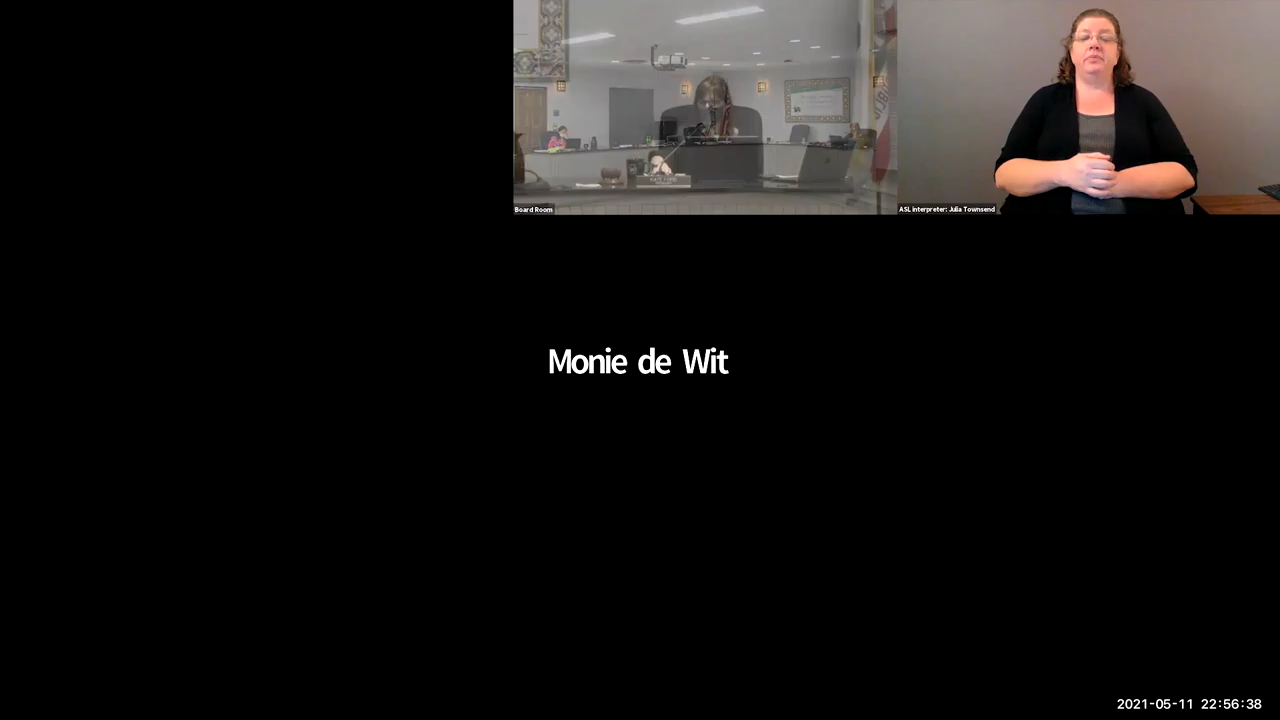 Board Room
ASL Interpreter: Julia Townsend
Monie de Wit
2021-05-11 22:56:38